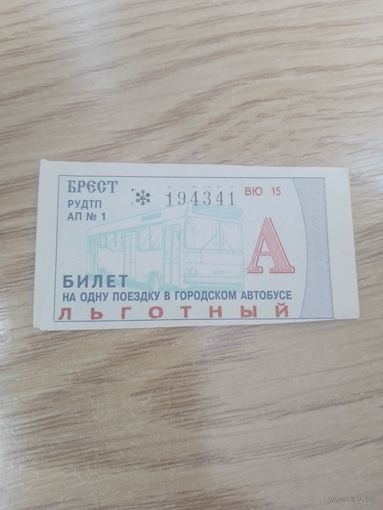 БРЕСТ * 194341 ВЮ 15
РУДТП
АП № 1
А
БИЛЕТ
НА ОДНУ ПОЕЗДКУ В ГОРОДСКОМ АВТОБУСЕ
ЛЬГОТНЫЙ